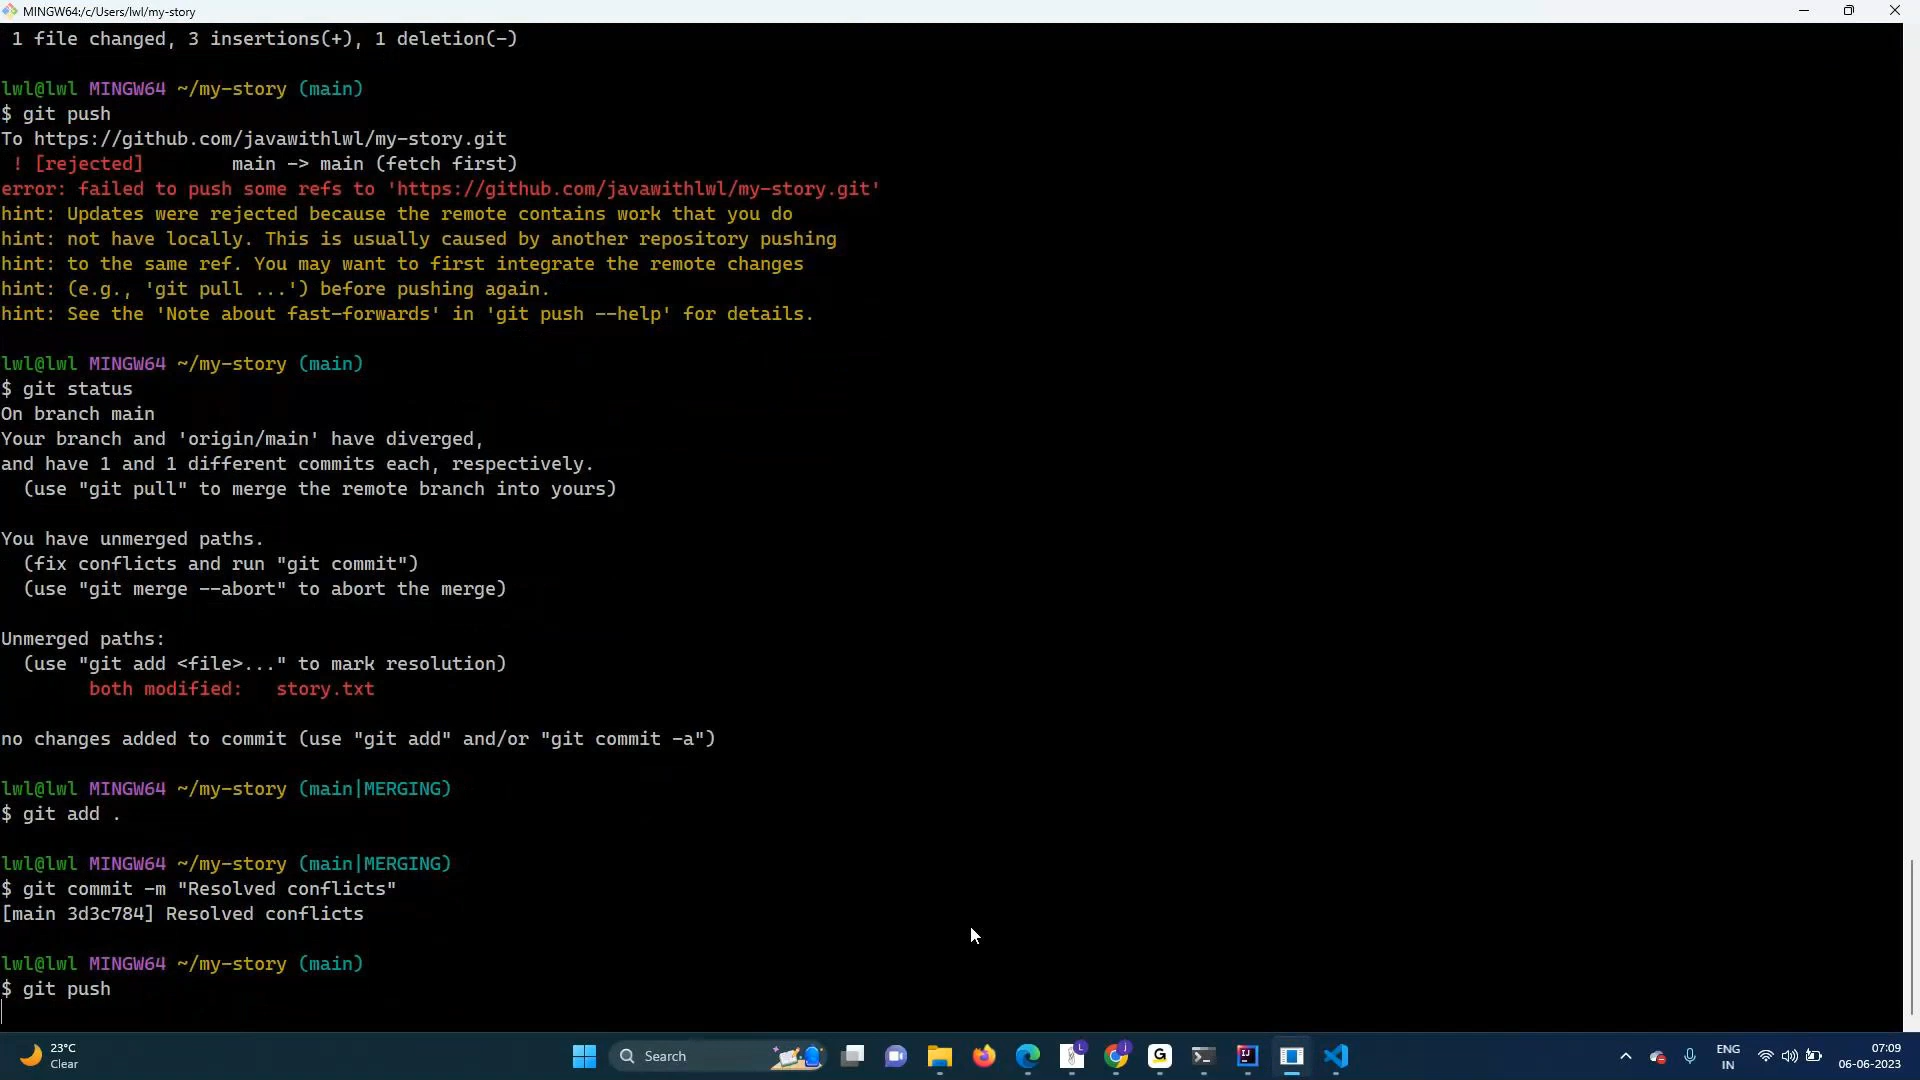 MINGW64:/c/Users/lwl/my-story
1 file changed, 3 insertions(+), 1 deletion(-)
lwl@lwl MINGW64 ~/my-story (main)
$ git push
To https://github.com/javawithlwl/my-story.git
! [rejected] main -> main (fetch first)
error: failed to push some refs to 'https://github.com/javawithlwl/my-story.git'
hint: Updates were rejected because the remote contains work that you do
hint: not have locally. This is usually caused by another repository pushing
hint: to the same ref. You may want to first integrate the remote changes
hint: (e.g., 'git pull ...') before pushing again.
hint: See the 'Note about fast-forwards' in 'git push --help' for details.
lwl@lwl MINGW64 ~/my-story (main)
$ git status
On branch main
Your branch and 'origin/main' have diverged,
and have 1 and 1 different commits each, respectively.
(use "git pull" to merge the remote branch into yours)
You have unmerged paths.
(fix conflicts and run "git commit")
(use "git merge --abort" to abort the merge)
Unmerged paths:
(use "git add <file>..." to mark resolution)
both modified: story.txt
no changes added to commit (use "git add" and/or "git commit -a")
lwl@lwl MINGW64 ~/my-story (main|MERGING)
$ git add .
lwl@lwl MINGW64 ~/my-story (main|MERGING)
$ git commit -m "Resolved conflicts"
[main 3d3c784] Resolved conflicts
lwl@lwl MINGW64 ~/my-story (main)
$ git push
23°C
Clear
Search
ENG
IN
07:09
06-06-2023